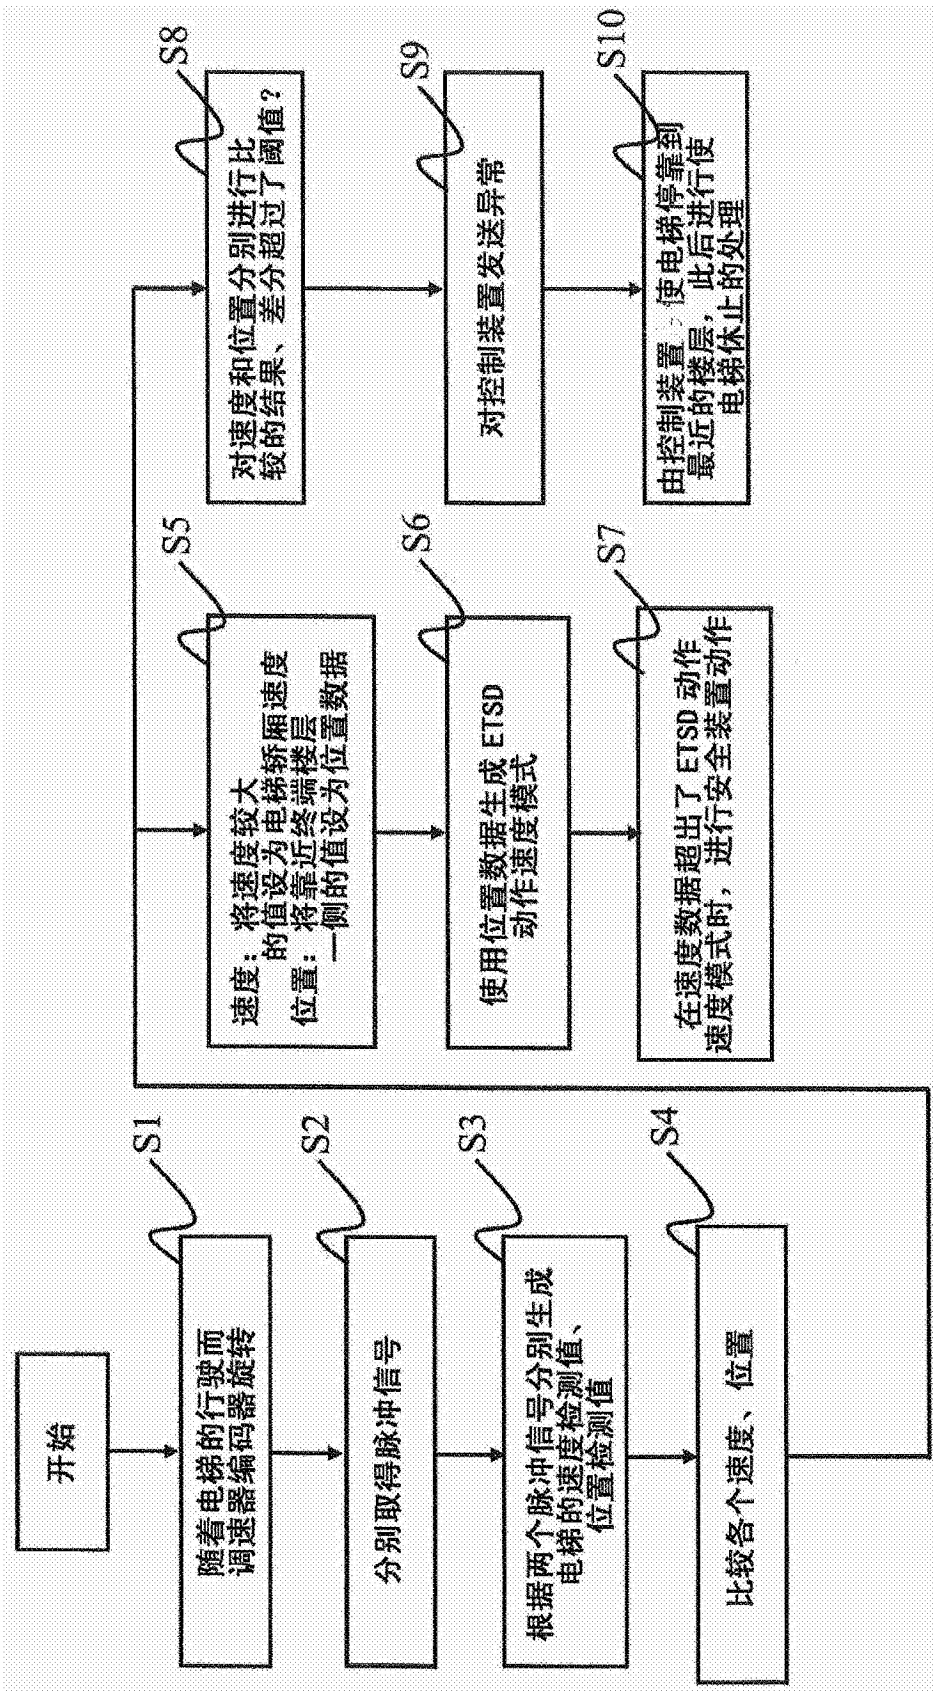 开始
S1
随着电梯的行驶而
调速器编码器旋转
S2
分别取得脉冲信号
S3
根据两个脉冲信号分别生成
电梯的速度检测值、
位置检测值
S4
比较各个速度、位置
S5
速度：将速度较大
的值设为电梯轿厢速度
位置：将靠近终端楼层
一侧的值设为位置数据
S6
使用位置数据生成 ETSD
动作速度模式
S7
在速度数据超出了 ETSD 动作
速度模式时，进行安全装置动作
S8
对速度和位置分别进行比
较的结果、差分超过了阈值？
S9
对控制装置发送异常
S10
由控制装置，使电梯停靠到
最近的楼层，此后进行使
电梯休止的处理